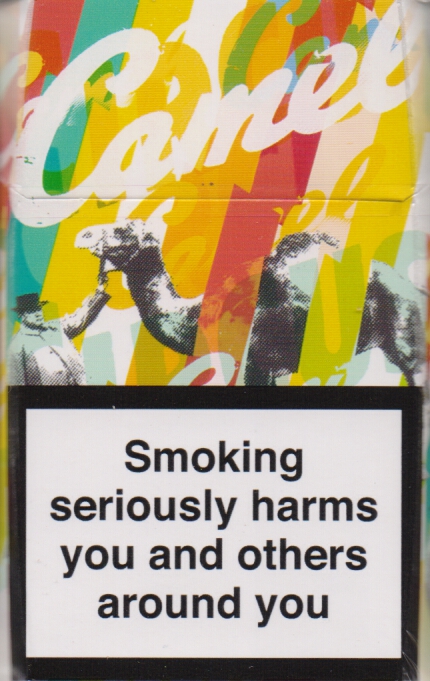 Camel
Smoking
seriously harms
you and others
around you